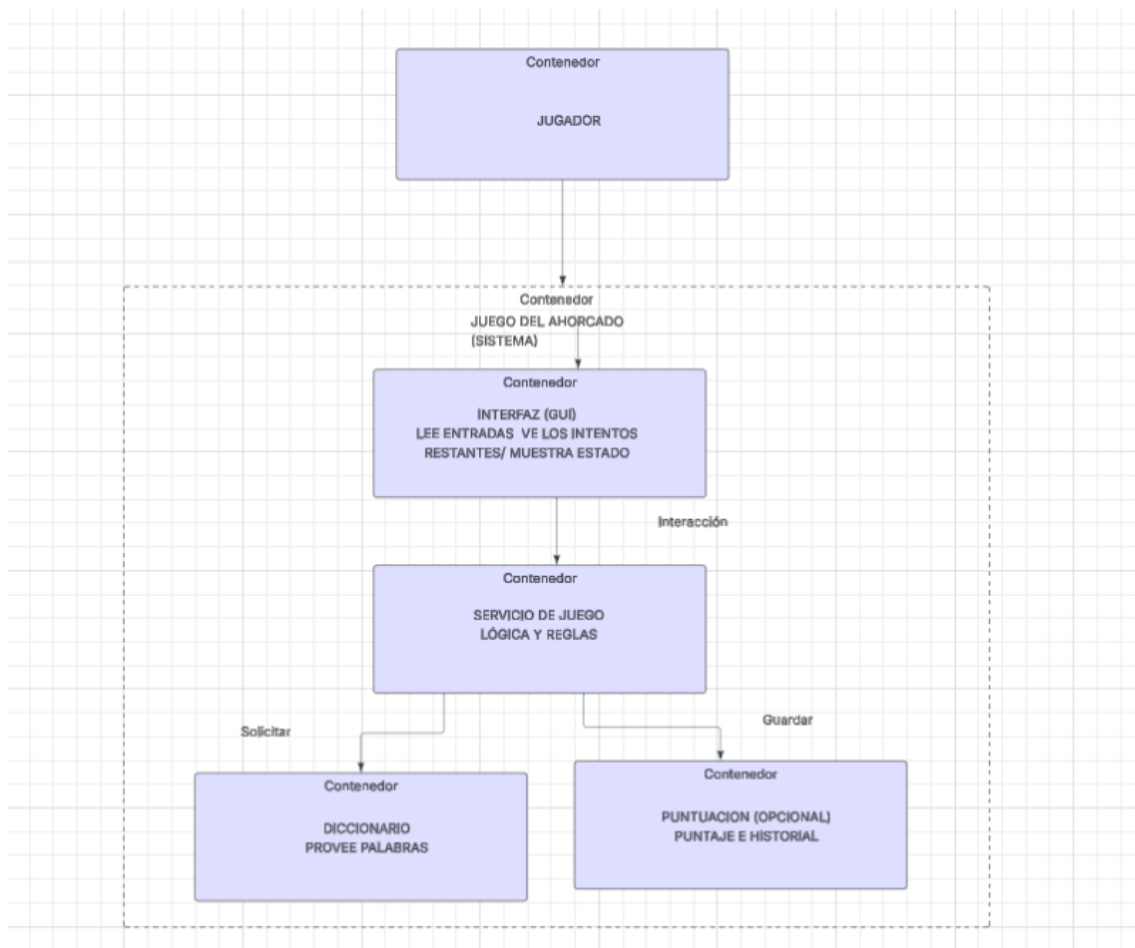 Contenedor
JUGADOR
Contenedor
JUEGO DEL AHORCADO
(SISTEMA)
Contenedor
INTERFAZ (GUI)
LEE ENTRADAS VE LOS INTENTOS
RESTANTES/ MUESTRA ESTADO
Interacción
Contenedor
SERVICIO DE JUEGO
LÓGICA Y REGLAS
Solicitar
Guardar
Contenedor
DICCIONARIO
PROVEE PALABRAS
Contenedor
PUNTUACION (OPCIONAL)
PUNTAJE E HISTORIAL